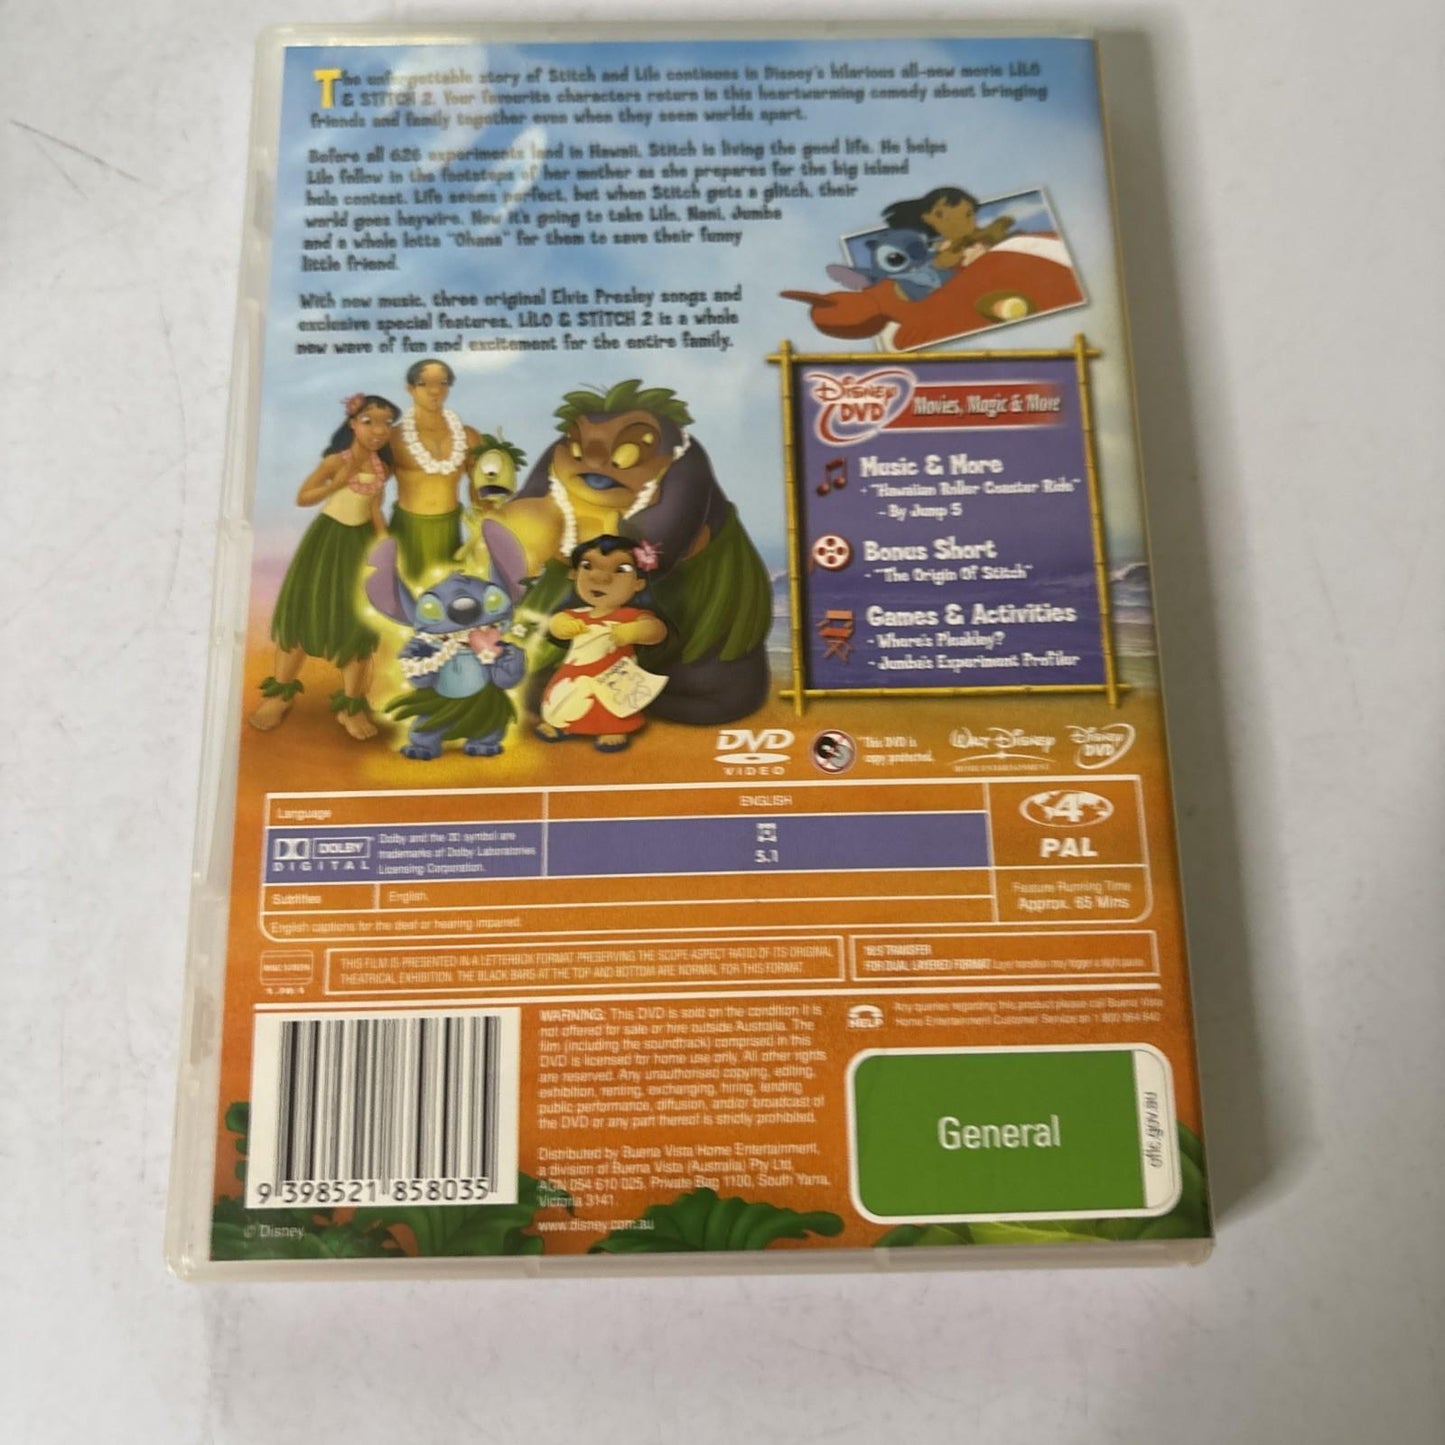 The unforgettable story of Stitch and Lilo continues in Disney's hilarious all-new movie LILO
& STITCH 2. Your favourite characters return in this heartwarming comedy about bringing
friends and family together even when they seem worlds apart.
Before all 626 experiments land in Hawaii, Stitch is living the good life. He helps
Lilo follow in the footsteps of her mother as she prepares for the big island
hula contest. Life seems perfect, but when Stitch gets a glitch, their
world goes haywire. Now it's going to take Lilo, Nani, Jumba
and a whole lotta "Ohana" for them to save their funny
little friend.
With new music, three original Elvis Presley songs and
exclusive special features, LILO & STITCH 2 is a whole
new wave of fun and excitement for the entire family.
Disney DVD
Movies, Magic & More
Music & More
- "Hawaiian Roller Coaster Ride"
- By Jump 5
Bonus Short
- "The Origin Of Stitch"
Games & Activities
- Where's Pleakley?
- Jumba's Experiment Profiler
DVD VIDEO
This DVD is
copy protected.
Walt Disney
HOME ENTERTAINMENT
Disney DVD
Language
ENGLISH
DOLBY DIGITAL
Dolby and the DD symbol are
trademarks of Dolby Laboratories
Licensing Corporation.
5.1
4
PAL
Subtitles
English.
Feature Running Time
Approx. 65 Mins
English captions for the deaf or hearing impaired.
THIS FILM IS PRESENTED IN A LETTERBOX FORMAT PRESERVING THE SCOPE ASPECT RATIO OF ITS ORIGINAL
THEATRICAL EXHIBITION. THE BLACK BARS AT THE TOP AND BOTTOM ARE NORMAL FOR THIS FORMAT.
TRANSFER
FOR DUAL LAYERED FORMAT Layer transition may trigger a slight pause.
WARNING: This DVD is sold on the condition it is
not offered for sale or hire outside Australia. The
film (including the soundtrack) comprised in this
DVD is licensed for home use only. All other rights
are reserved. Any unauthorised copying, editing,
exhibition, renting, exchanging, hiring, lending
public performance, diffusion, and/or broadcast of
the DVD or any part thereof is strictly prohibited.
Distributed by Buena Vista Home Entertainment,
a division of Buena Vista (Australia) Pty Ltd,
ACN 054 610 025, Private Bag 1100, South Yarra,
Victoria 3141.
www.disney.com.au
HELP
Any queries regarding this product please call Buena Vista
Home Entertainment Customer Service on 1 800 064 640
General
oflc.gov.au
9 398521 858035
© Disney